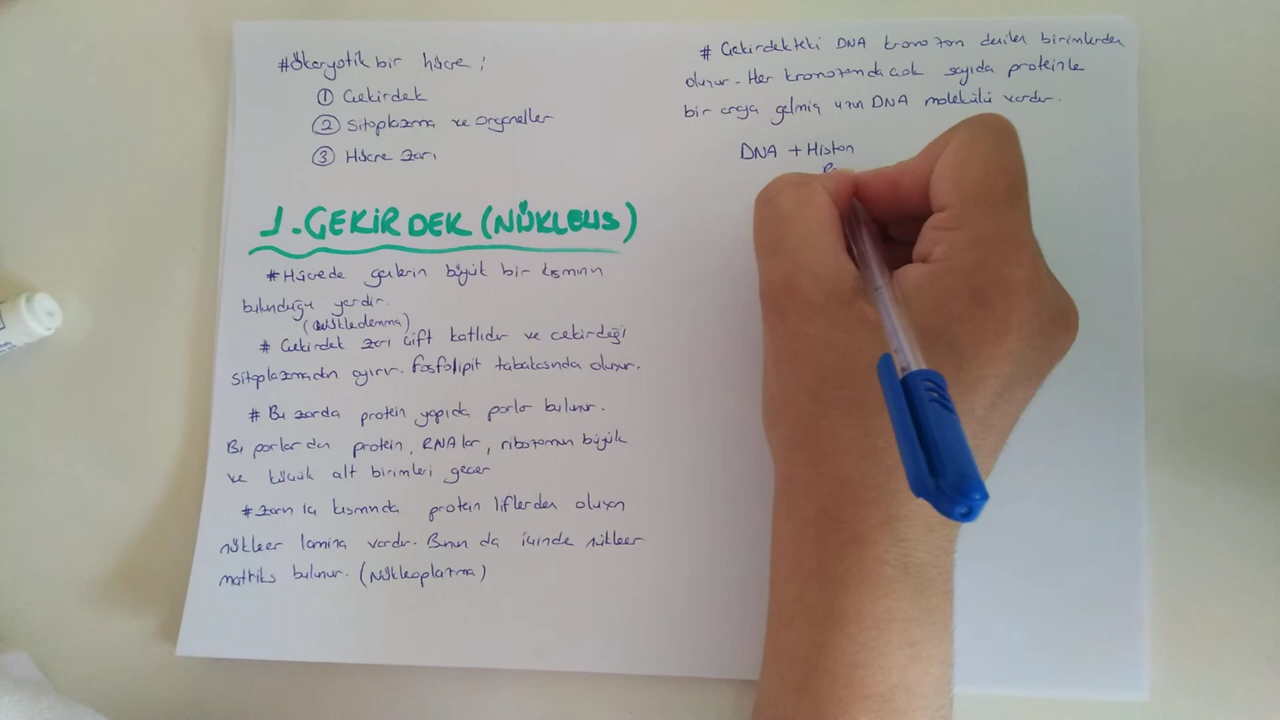 #Ökaryotik bir hücre ;
① Çekirdek
② Sitoplazma ve organeller
③ Hücre zarı
1.ÇEKİRDEK (NÜKLEUS)
#Hücrede genlerin büyük bir kısmının
bulunduğu yerdir.
# Çekirdek zarı çift katlıdır ve çekirdeği
sitoplazmadan ayırır. Fosfolipit tabakasında oluşur.
# Bu zarda protein yapıda porlar bulunur.
Bu porlardan protein, RNA lar, ribozomun büyük
ve küçük alt birimleri geçer
#Zarın iç kısmında protein liflerden oluşan
nükleer lamina vardır. Bunun da içinde nükleer
matriks bulunur. (Nükleoplazma)
# Çekirdekteki DNA kromozom denilen birimlerden
oluşur. Her kromozomda çok sayıda proteinle
bir araya gelmiş uzun DNA molekülü vardır.
DNA + Histon